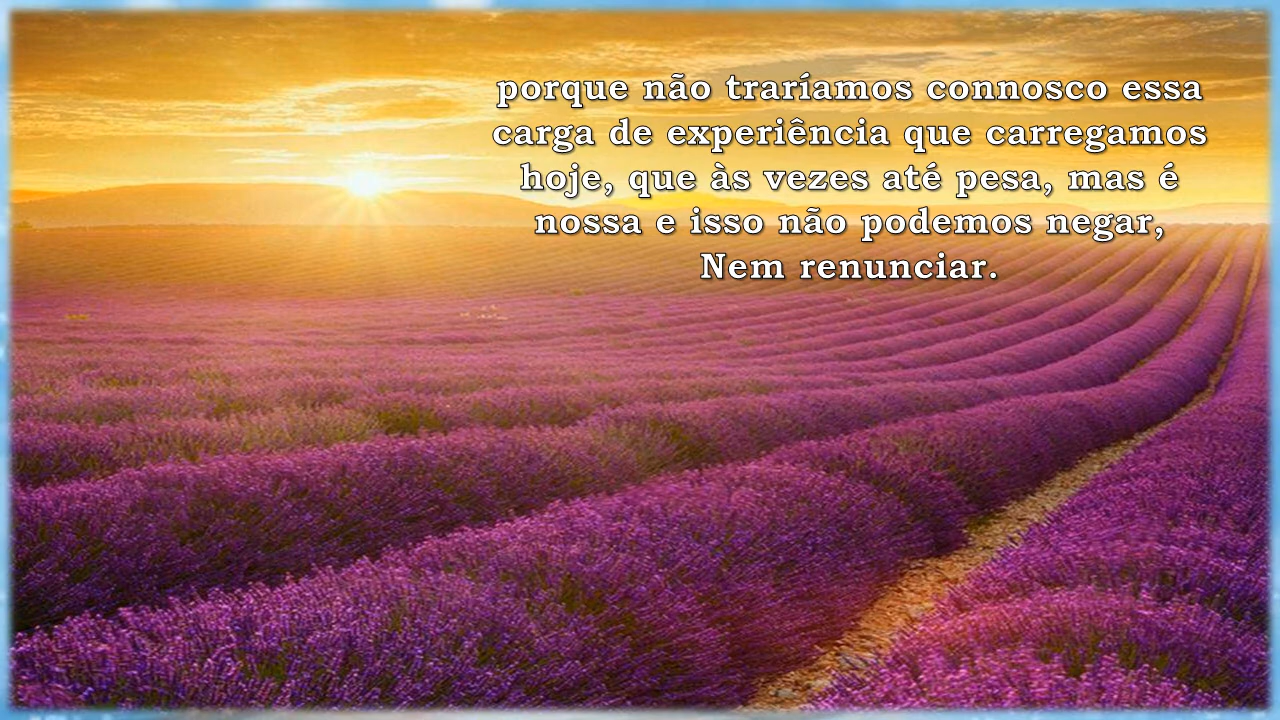 porque não traríamos connosco essa
carga de experiência que carregamos
hoje, que às vezes até pesa, mas é
nossa e isso não podemos negar,
Nem renunciar.